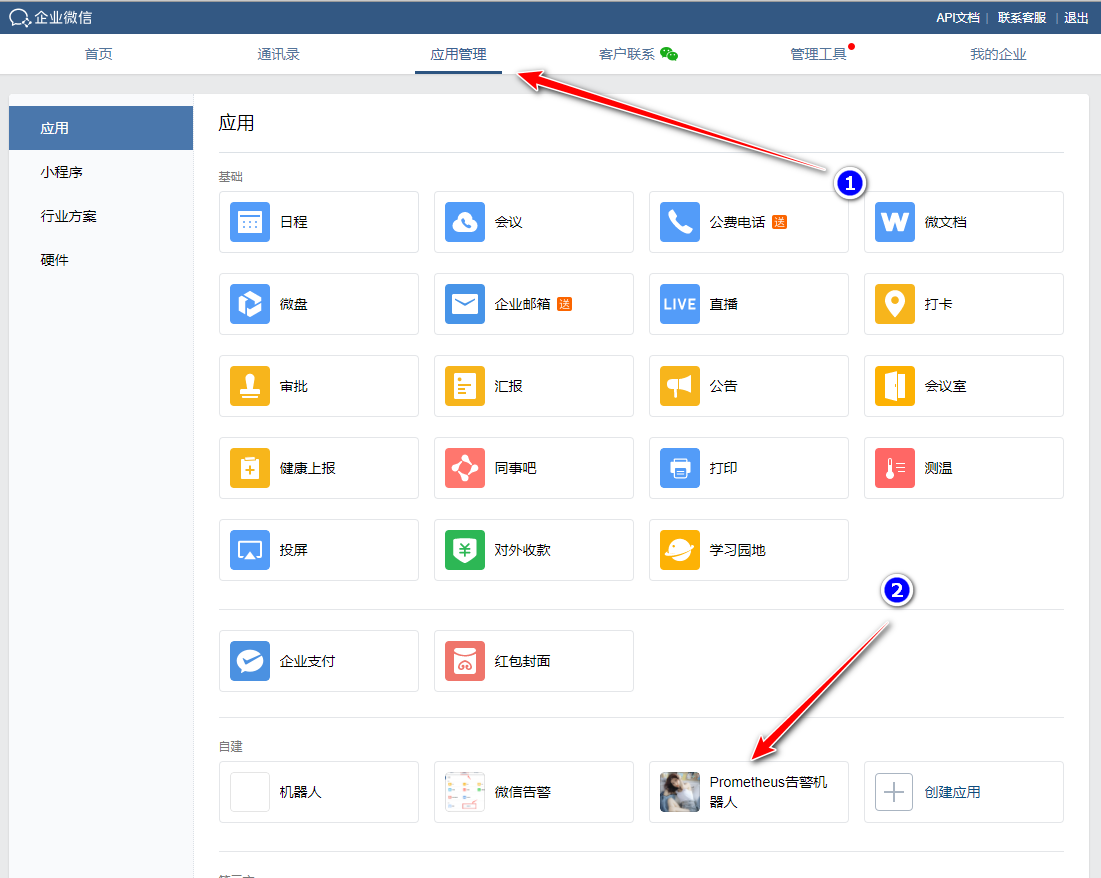 企业微信
API文档 | 联系客服 | 退出
首页 通讯录 应用管理 客户联系 管理工具 我的企业
应用
小程序
行业方案
硬件
应用
基础
1
日程 会议 公费电话 送 微文档
微盘 企业邮箱 送 LIVE 直播 打卡
审批 汇报 公告 会议室
健康上报 同事吧 打印 测温
投屏 对外收款 学习园地
2
企业支付 红包封面
自建
机器人 微信告警 Prometheus告警机
器人 创建应用